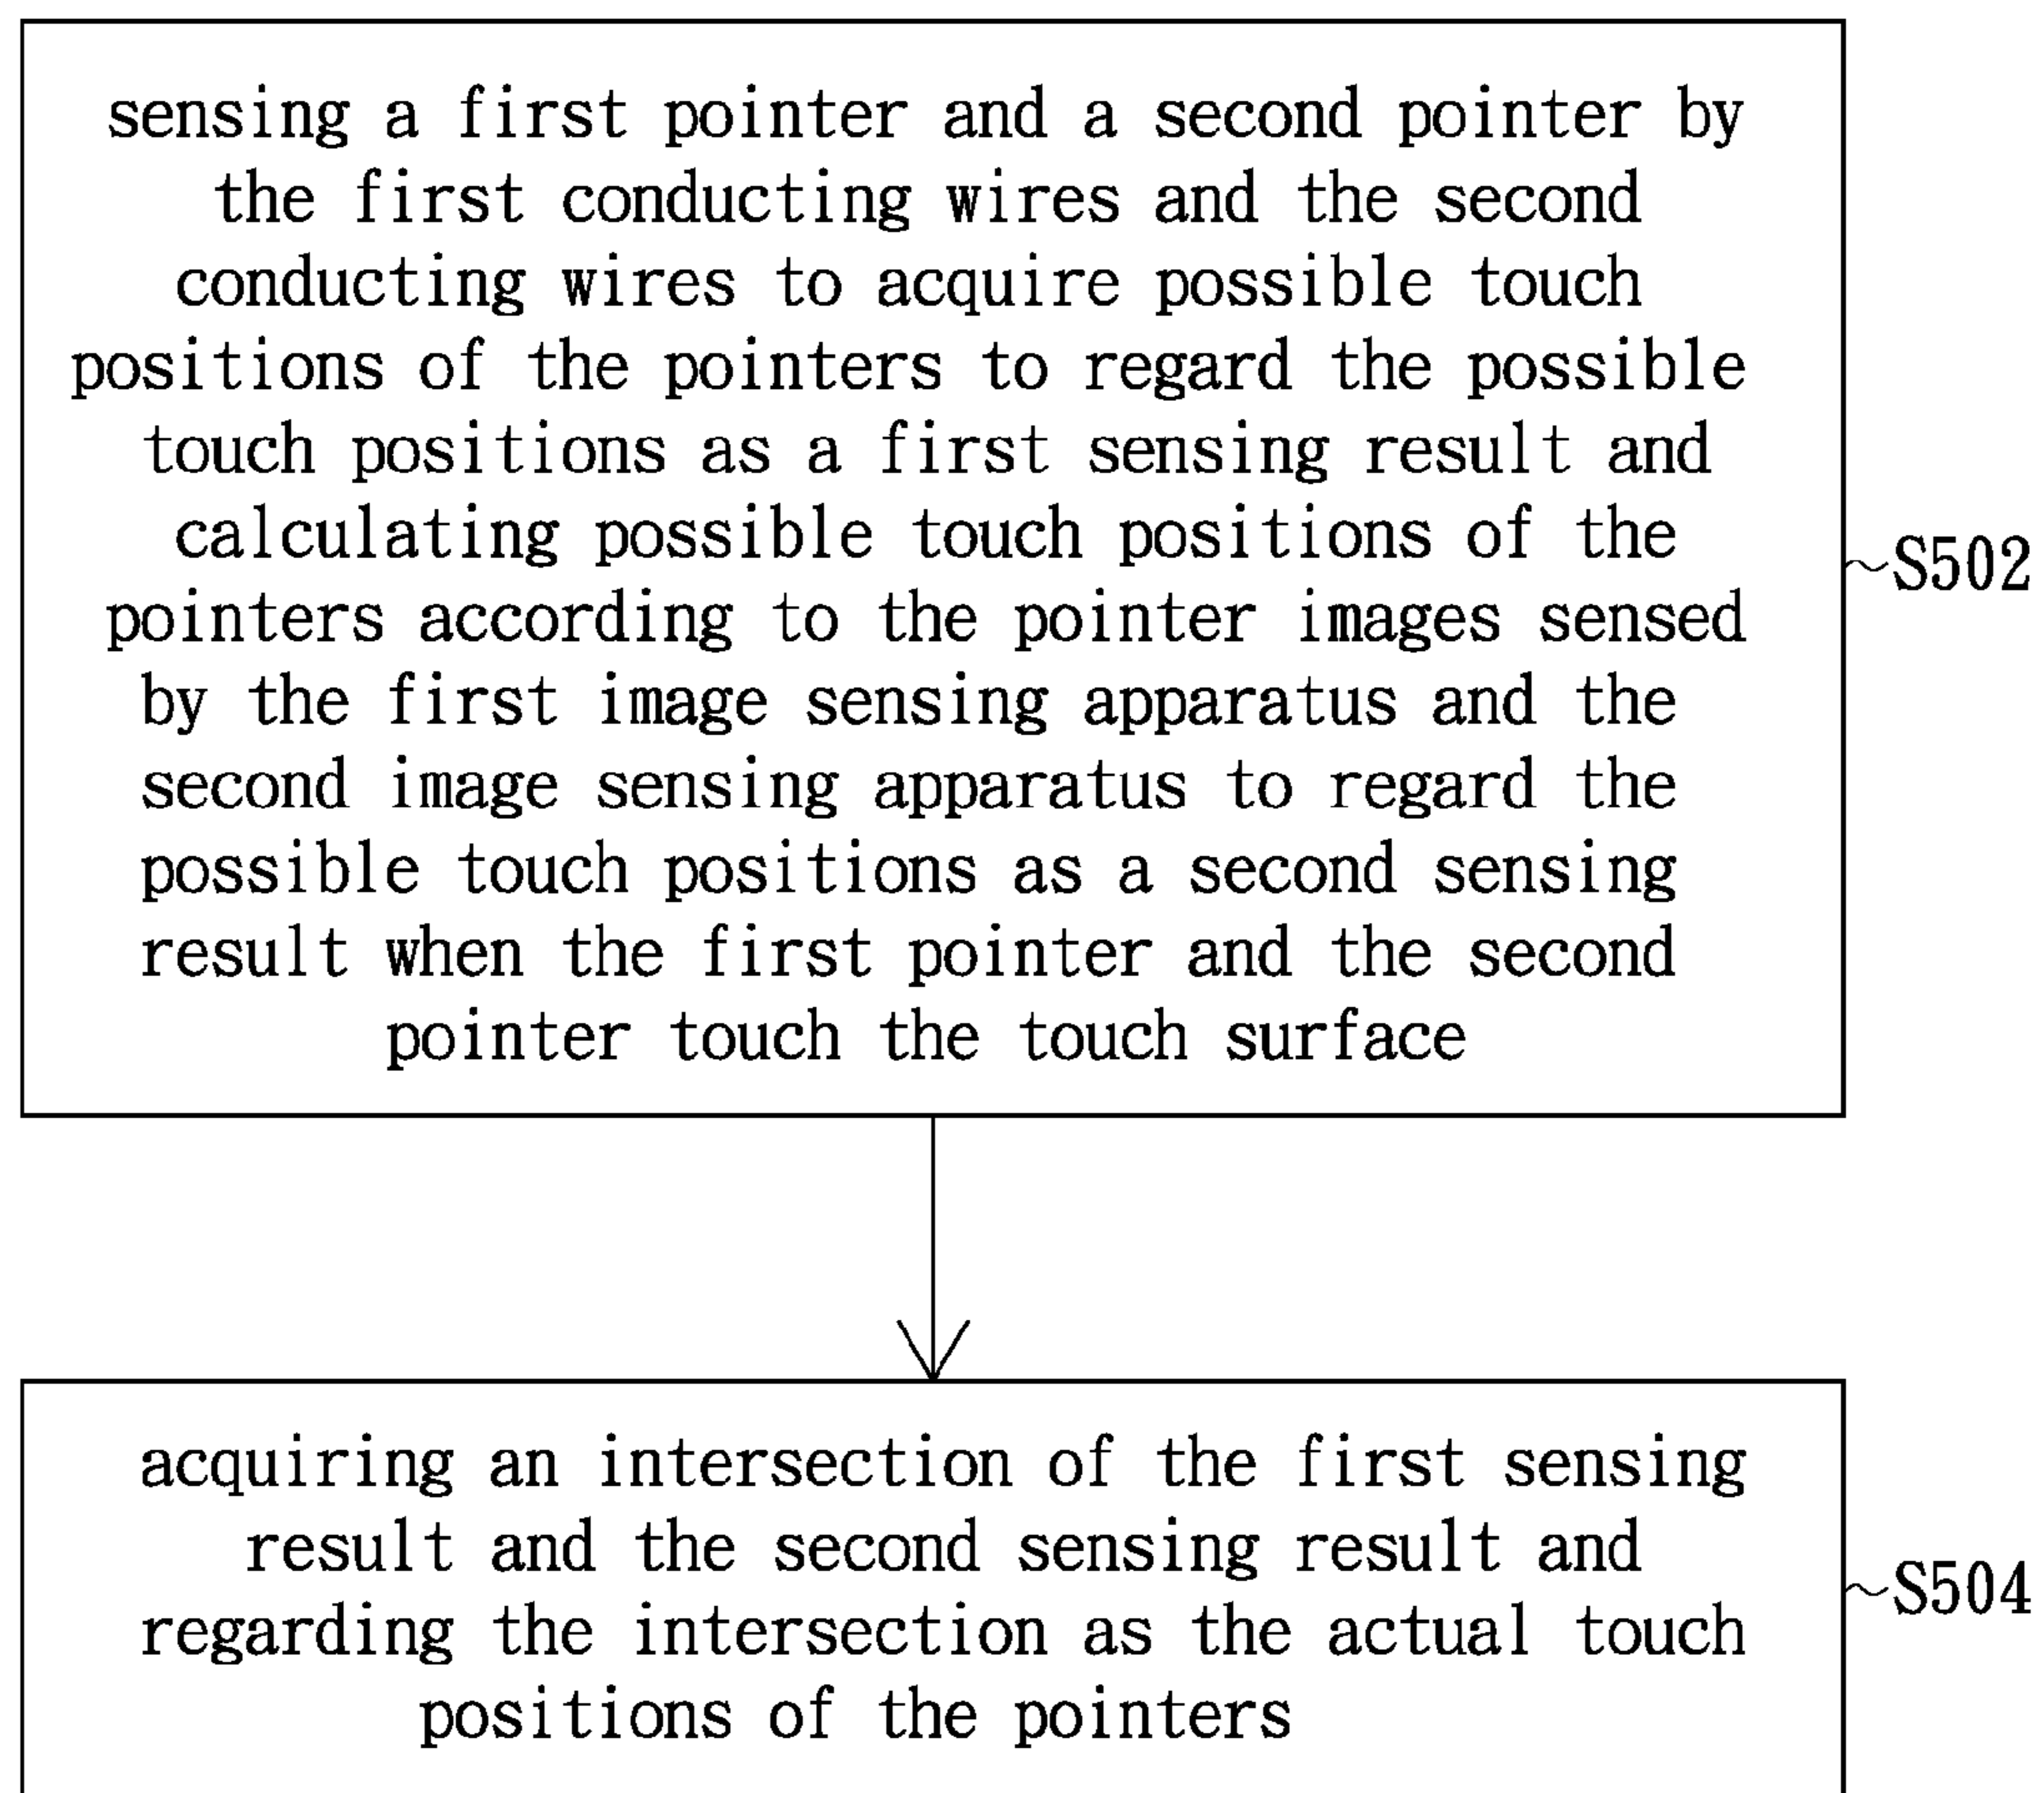 sensing a first pointer and a second pointer by
the first conducting wires and the second
conducting wires to acquire possible touch
positions of the pointers to regard the possible
touch positions as a first sensing result and
calculating possible touch positions of the
pointers according to the pointer images sensed
by the first image sensing apparatus and the
second image sensing apparatus to regard the
possible touch positions as a second sensing
result when the first pointer and the second
pointer touch the touch surface
S502
acquiring an intersection of the first sensing
result and the second sensing result and
regarding the intersection as the actual touch
positions of the pointers
S504